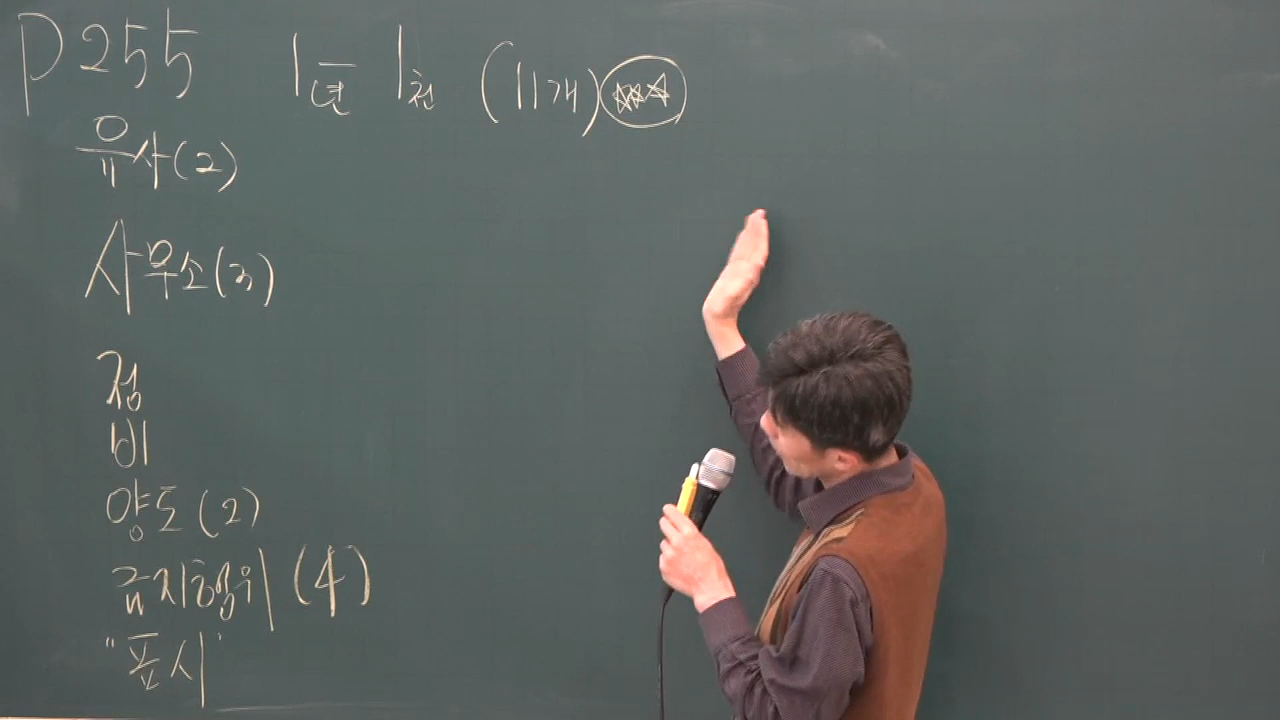 P255 1년 1천 (11개) ☆☆☆
유사(2)
사무소(3)
정
비
양도(2)
금지행위(4)
"표시"